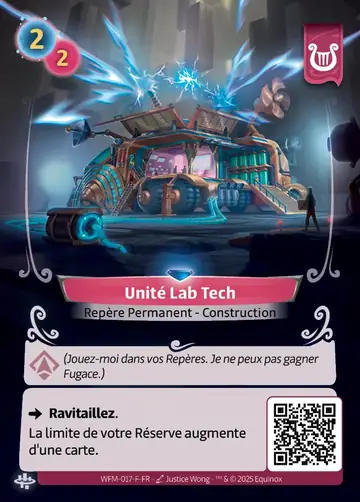 2
2
Unité Lab Tech
Repère Permanent - Construction
(Jouez-moi dans vos Repères. Je ne peux pas gagner
Fugace.)
➔ Ravitaillez.
La limite de votre Réserve augmente
d'une carte.
WFM-017-F-FR • Justice Wong • ™ & © 2025 Equinox